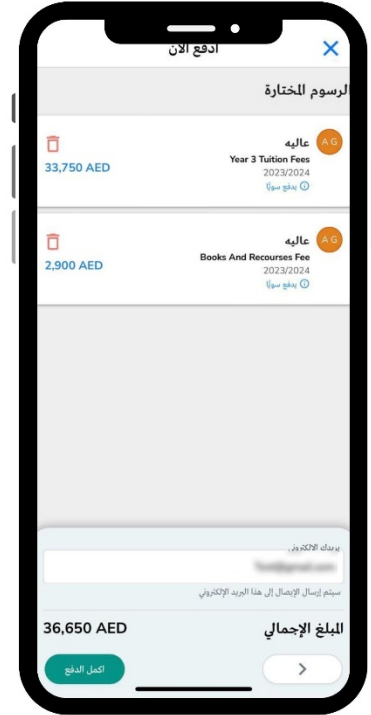 ادفع الآن
الرسوم المختارة
عاليه
A G
Year 3 Tuition Fees
33,750 AED
2023/2024
يدفع سويًا
عاليه
A G
Books And Recourses Fee
2,900 AED
2023/2024
يدفع سويًا
بريدك الالكتروني
سيتم إرسال الإيصال إلى هذا البريد الإلكتروني
المبلغ الإجمالي
36,650 AED
اكمل الدفع